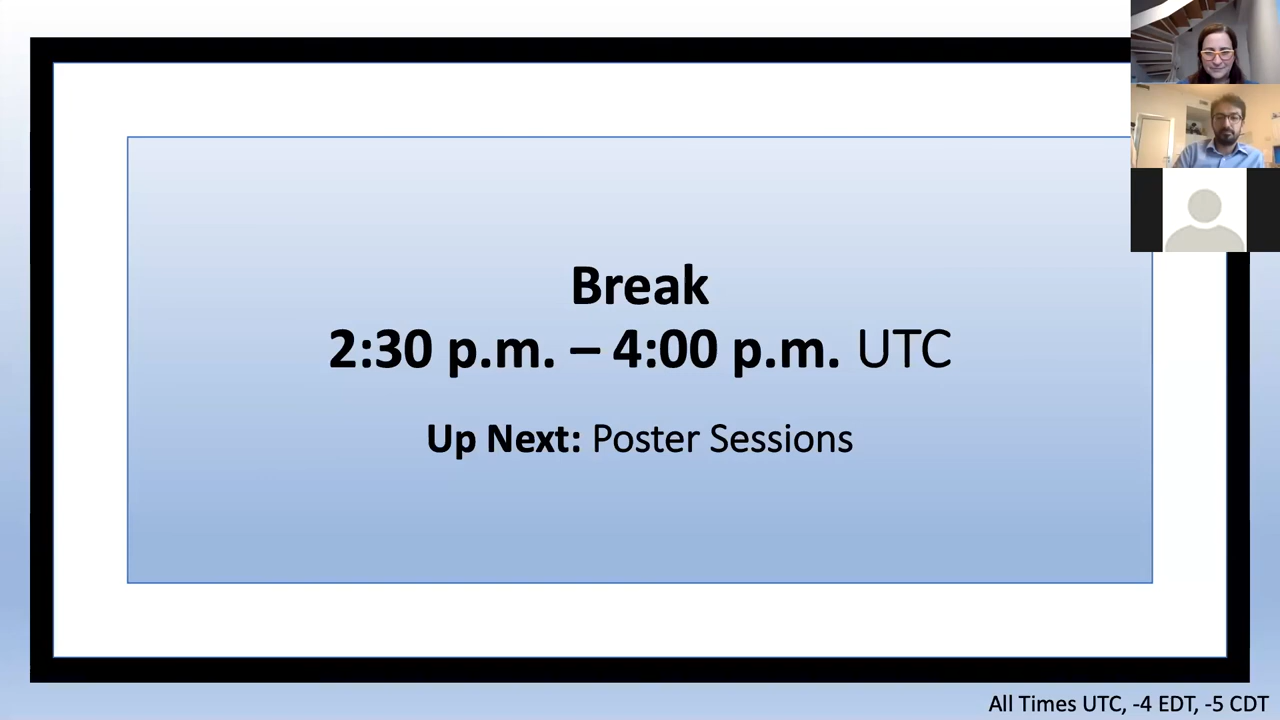 Break
2:30 p.m. – 4:00 p.m. UTC
Up Next: Poster Sessions
All Times UTC, -4 EDT, -5 CDT